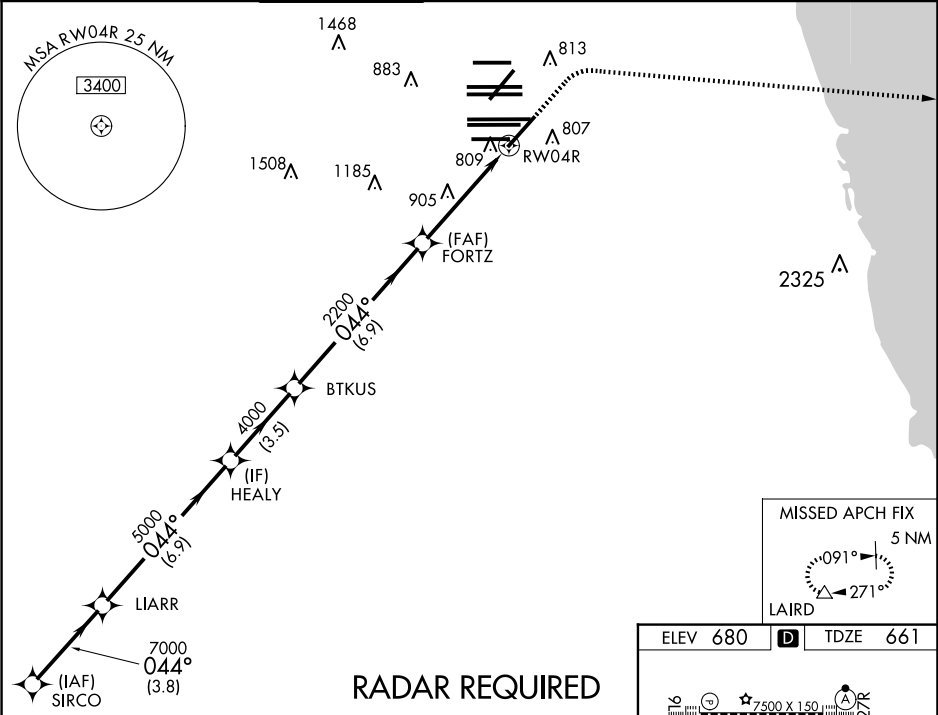 MSA RW04R 25 NM
3400
1468
883
813
807
809
RW04R
1508
1185
905
(FAF)
FORTZ
2325
2200
044°
(6.9)
BTKUS
4000
(3.5)
(IF)
HEALY
5000
044°
(6.9)
LIARR
7000
044°
(3.8)
(IAF)
SIRCO
RADAR REQUIRED
MISSED APCH FIX
5 NM
091°
271°
LAIRD
ELEV 680 D TDZE 661
9L
P
7500 X 150
A
27R